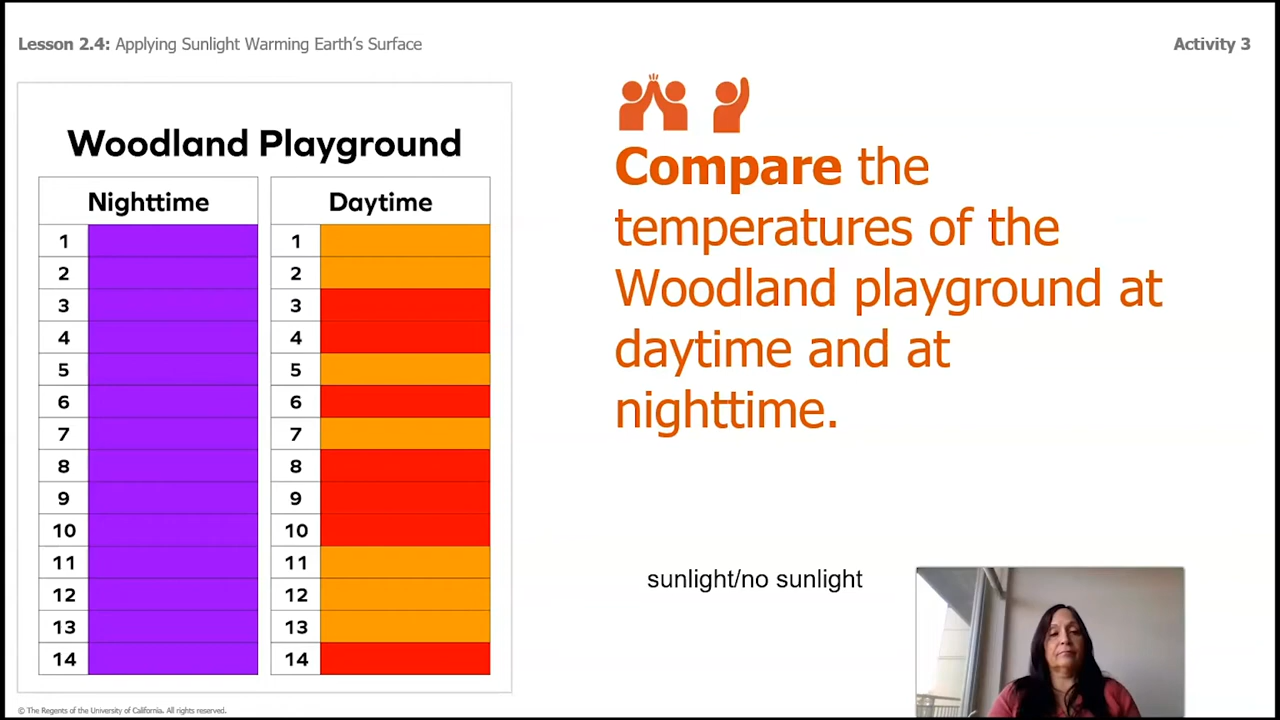 Lesson 2.4: Applying Sunlight Warming Earth's Surface
Activity 3
Woodland Playground
Nighttime
1
2
3
4
5
6
7
8
9
10
11
12
13
14
Daytime
1
2
3
4
5
6
7
8
9
10
11
12
13
14
Compare the
temperatures of the
Woodland playground at
daytime and at
nighttime.
sunlight/no sunlight
© The Regents of the University of California. All rights reserved.